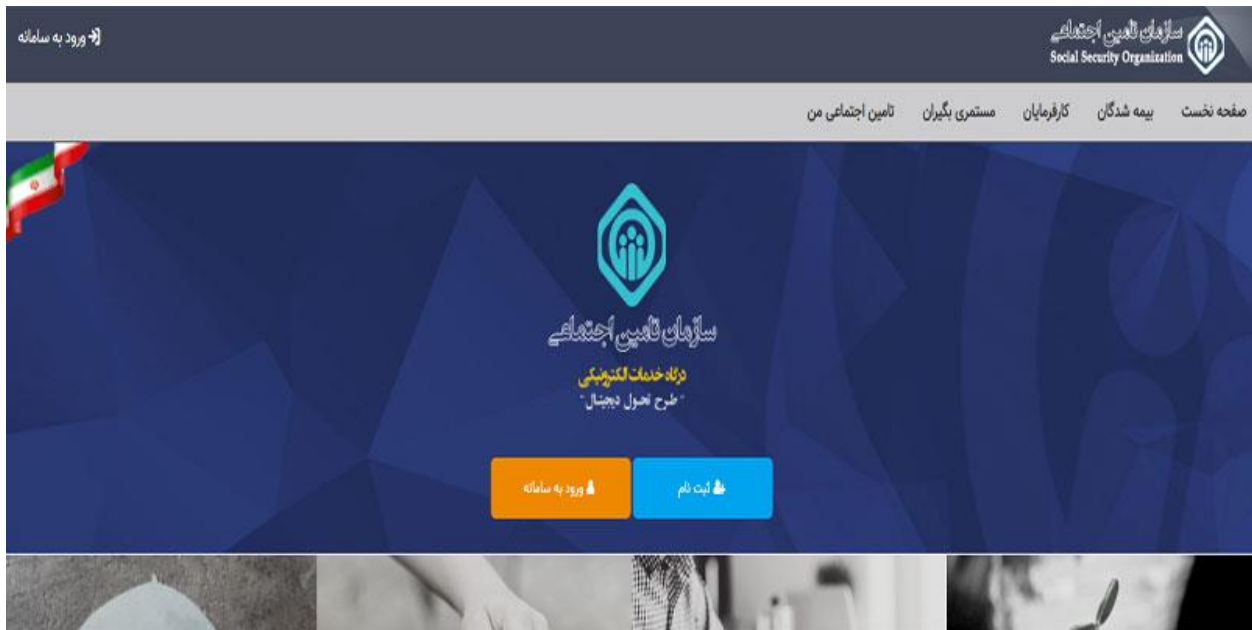 سازمان تامین اجتماعی
Social Security Organization
ورود به سامانه
صفحه نخست
بیمه شدگان
کارفرمایان
مستمری بگیران
تامین اجتماعی من
سازمان تامین اجتماعی
درگاه خدمات الکترونیکی
"طرح تحول دیجیتال"
ثبت نام
ورود به سامانه